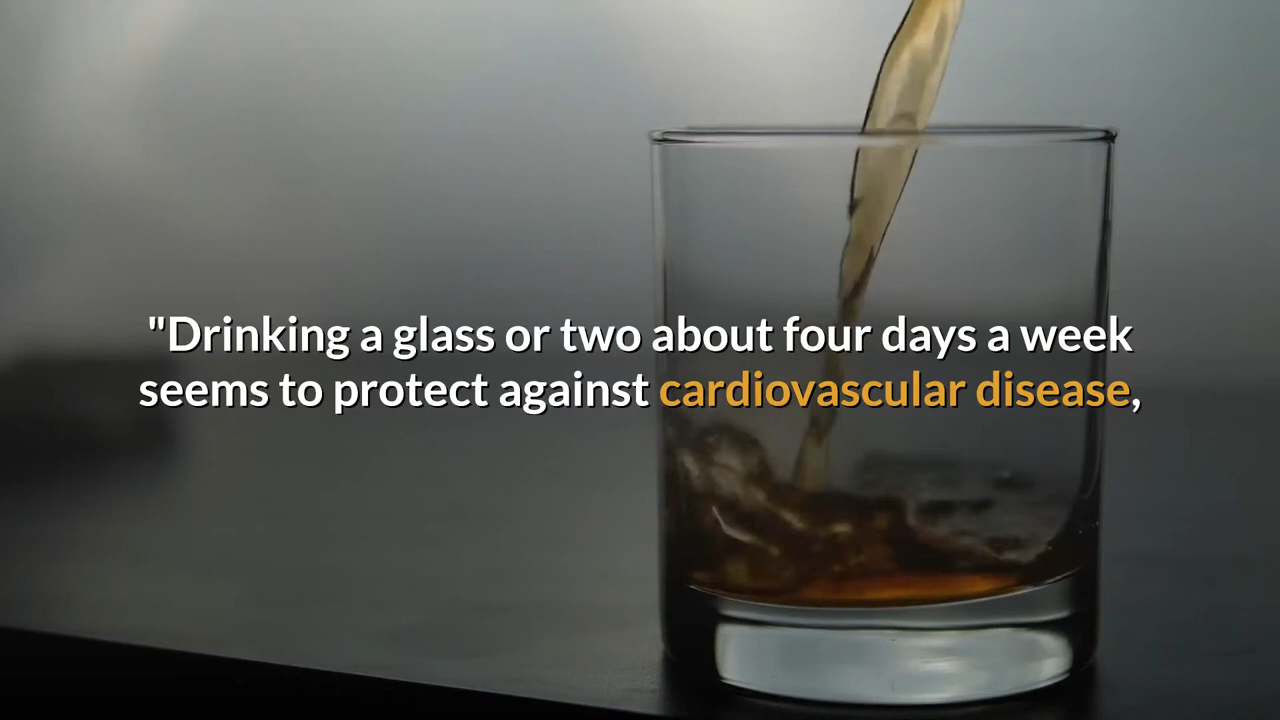 "Drinking a glass or two about four days a week
seems to protect against cardiovascular disease,